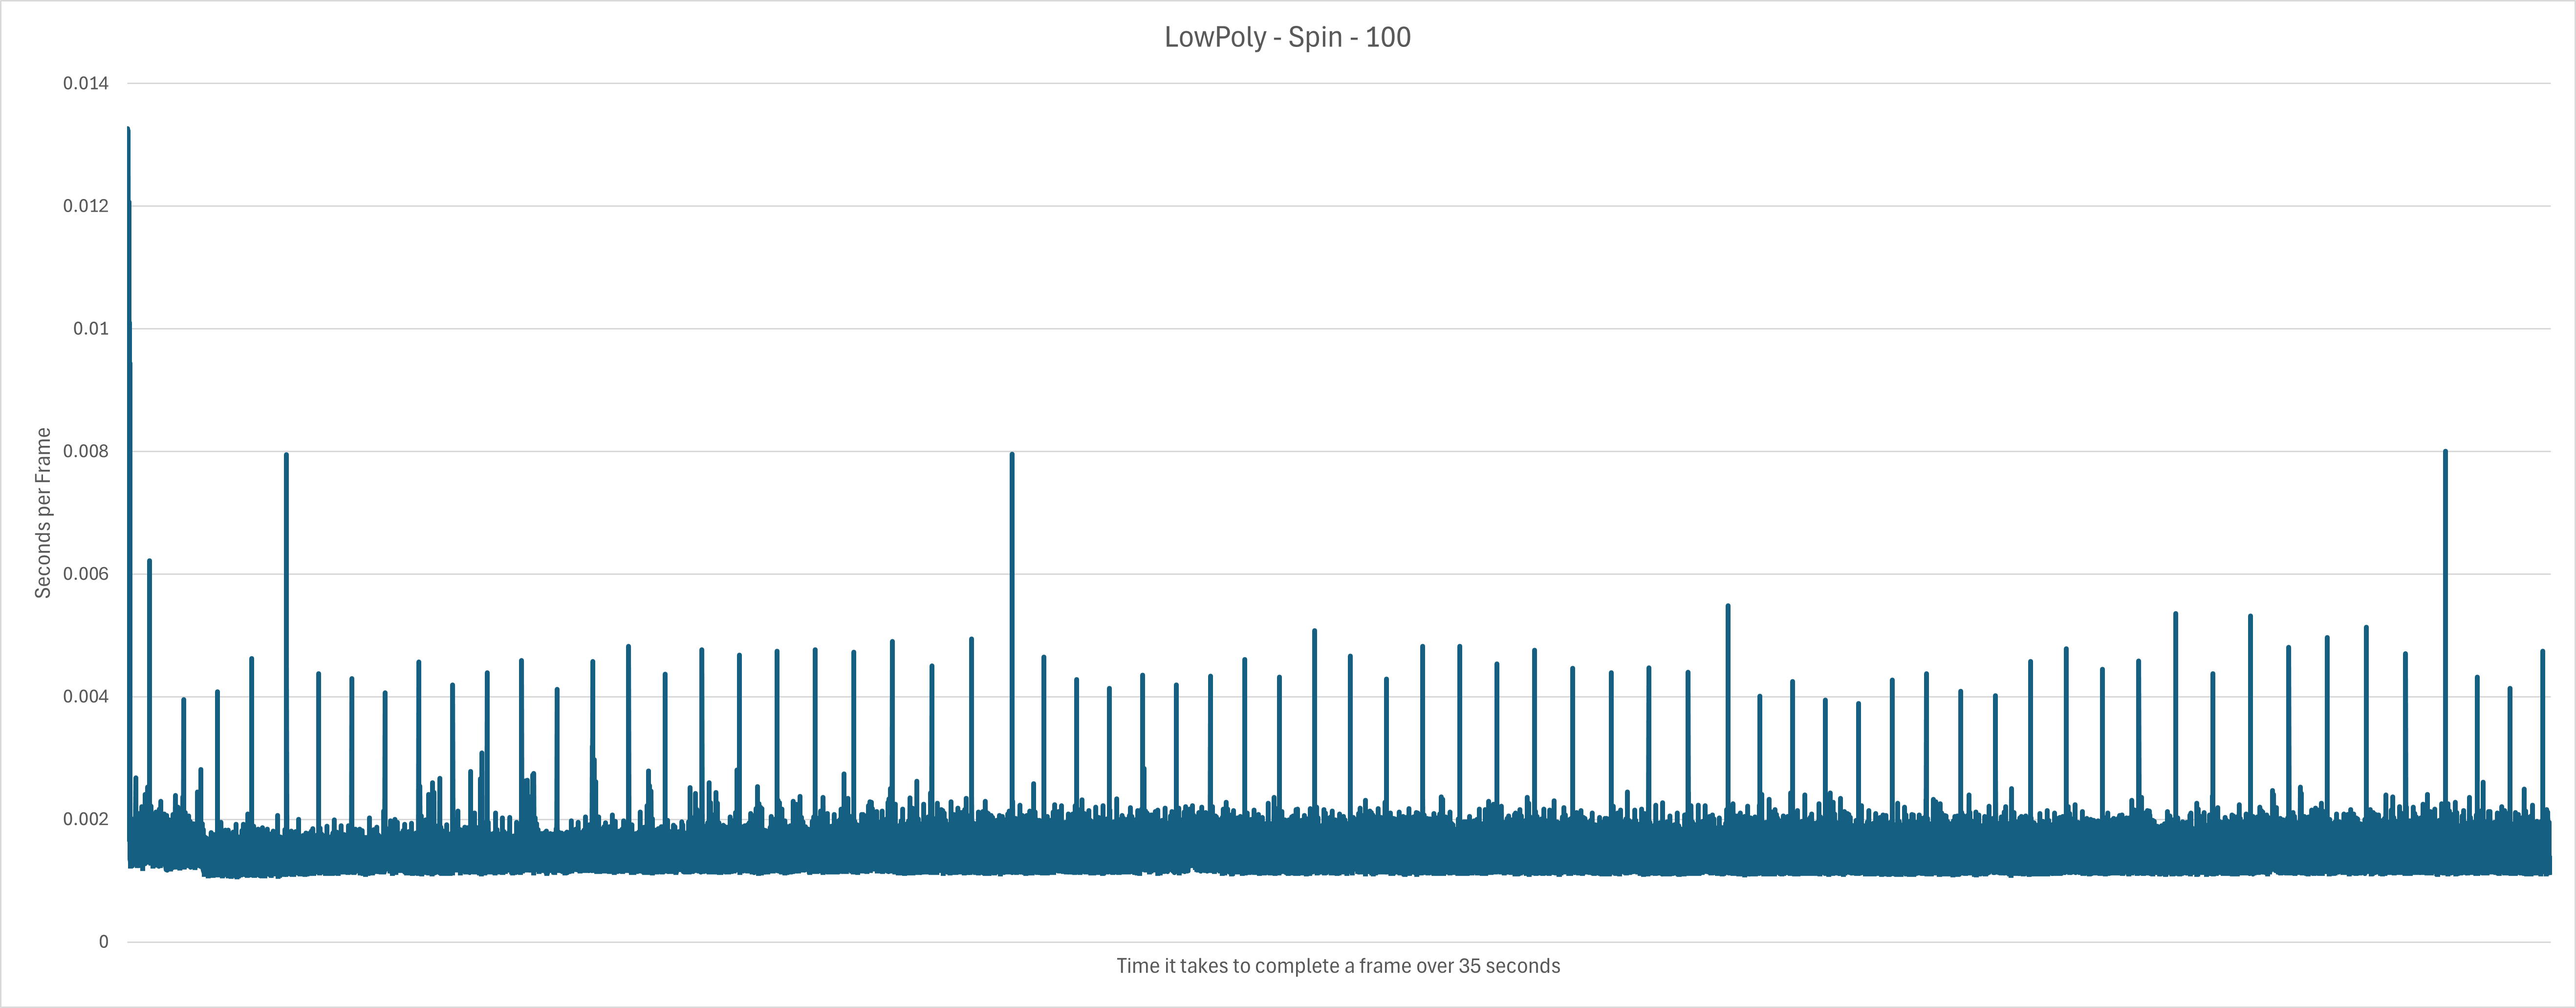 LowPoly - Spin - 100
0.014
0.012
0.01
0.008
0.006
0.004
0.002
0
Seconds per Frame
Time it takes to complete a frame over 35 seconds